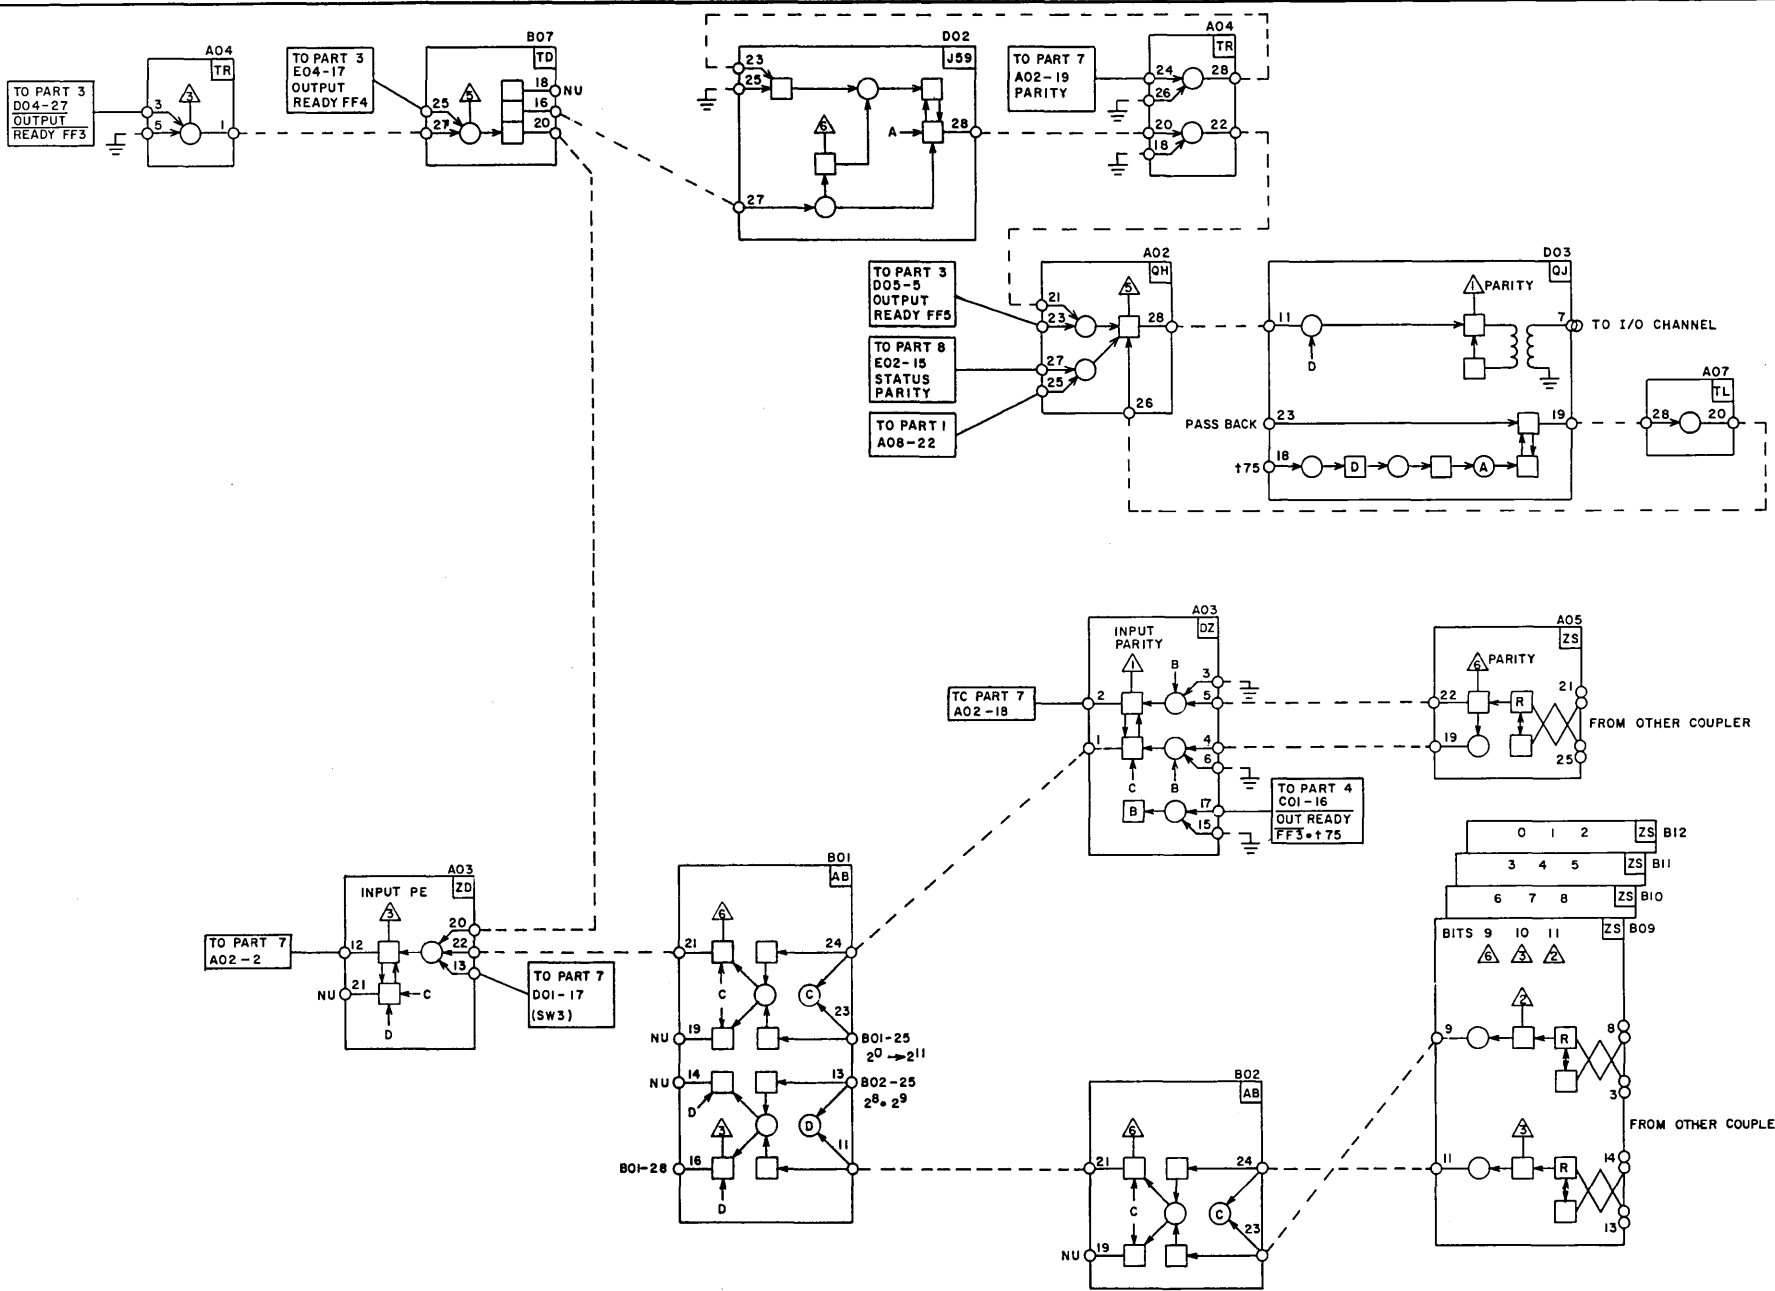 A04
TR
TO PART 3
D04-27
OUTPUT
READY FF3
3
3
5
1
TO PART 3
E04-17
OUTPUT
READY FF4
B07
TD
5
25
27
18
NU
16
20
D02
J59
23
25
6
A
28
27
TO PART 7
A02-19
PARITY
A04
TR
24
28
26
20
22
18
TO PART 3
D05-5
OUTPUT
READY FF5
TO PART 8
E02-15
STATUS
PARITY
TO PART 1
A08-22
A02
QH
5
21
23
28
27
25
26
D03
QJ
1
PARITY
11
D
7
TO I/O CHANNEL
PASS BACK
23
19
†75
18
D
A
A07
TL
28
20
A03
DZ
INPUT
PARITY
1
B
3
TC PART 7
A02-18
2
5
1
4
6
C
B
B
17
15
TO PART 4
C01-16
OUT READY
FF3•†75
A05
ZS
6
PARITY
21
22
R
FROM OTHER COUPLER
19
25
A03
ZD
INPUT PE
3
20
TO PART 7
A02-2
12
22
13
NU
21
C
D
TO PART 7
D01-17
(SW3)
B01
AB
6
21
24
C
C
23
NU
19
B01-25
2⁰→2¹¹
NU
14
13
B02-25
2⁸•2⁹
D
3
D
11
B01-28
16
D
B02
AB
6
21
24
C
C
23
NU
19
0 1 2
ZS
B12
3 4 5
ZS
B11
6 7 8
ZS
B10
ZS
B09
BITS 9 10 11
6 3 2
2
9
R
8
3
FROM OTHER COUPLE
3
11
R
14
13